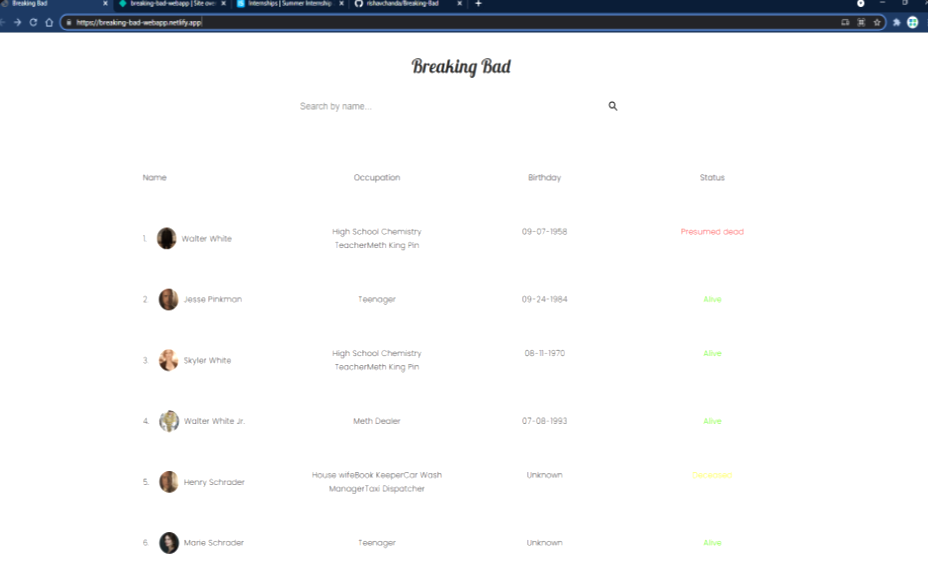 Breaking Bad
breaking-bad-webapp | Site ove
Internships | Summer Internship
rishavchanda/Breaking-Bad
https://breaking-bad-webapp.netlify.app
Breaking Bad
Search by name...
Name Occupation Birthday Status
1. Walter White High School Chemistry TeacherMeth King Pin 09-07-1958 Presumed dead
2. Jesse Pinkman Teenager 09-24-1984 Alive
3. Skyler White High School Chemistry TeacherMeth King Pin 08-11-1970 Alive
4. Walter White Jr. Meth Dealer 07-08-1993 Alive
5. Henry Schrader House wifeBook KeeperCar Wash ManagerTaxi Dispatcher Unknown Deceased
6. Marie Schrader Teenager Unknown Alive